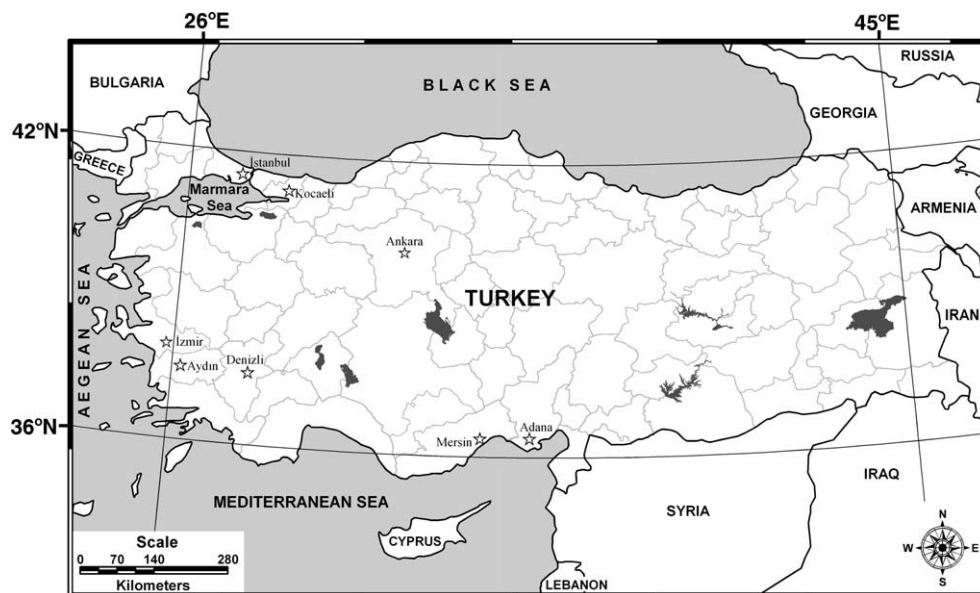 26°E
45°E
RUSSIA
BULGARIA
BLACK SEA
GEORGIA
42°N
GREECE
İstanbul
Marmara
Sea
Kocaeli
ARMENIA
Ankara
AEGEAN SEA
TURKEY
IRAN
İzmir
Aydın
Denizli
36°N
Mersin
Adana
IRAQ
MEDITERRANEAN SEA
SYRIA
CYPRUS
LEBANON
Scale
0 70 140 280
Kilometers
N
W E
S